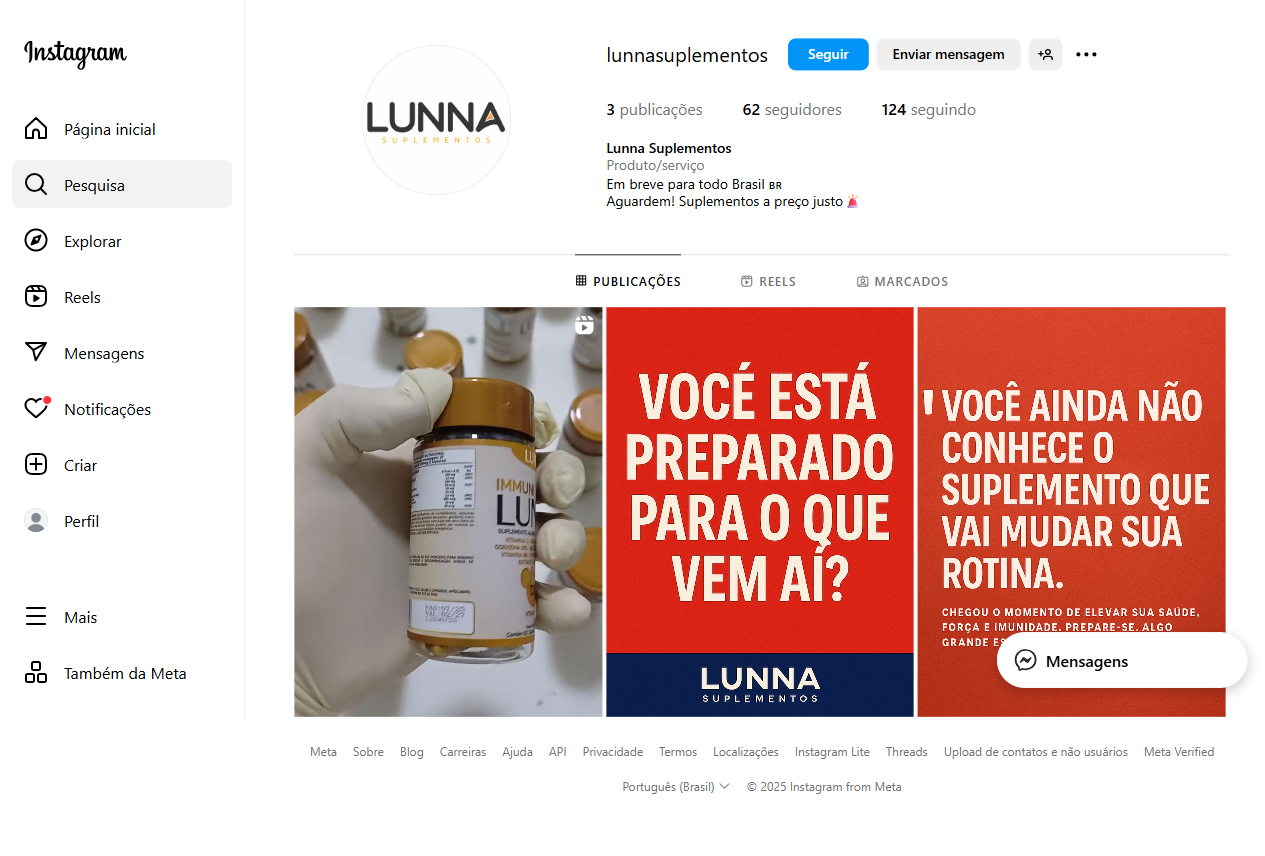 Instagram
Página inicial
Pesquisa
Explorar
Reels
Mensagens
Notificações
Criar
Perfil
Mais
Também da Meta
LUNNA
SUPLEMENTOS
lunnasuplementos
Seguir
Enviar mensagem
3 publicações 62 seguidores 124 seguindo
Lunna Suplementos
Produto/serviço
Em breve para todo Brasil ʙʀ
Aguardem! Suplementos a preço justo
PUBLICAÇÕES
REELS
MARCADOS
IMMUN
LUN
VOCÉ ESTÁ
PREPARADO
PARA O QUE
VEM AÍ?
LUNNA
SUPLEMENTOS
VOCÊ AINDA NÃO
CONHECE O
SUPLEMENTO QUE
VAI MUDAR SUA
ROTINA.
CHEGOU O MOMENTO DE ELEVAR SUA SAÚDE,
FORÇA E IMUNIDADE. PREPARE-SE. ALGO
GRANDE
Mensagens
Meta Sobre Blog Carreiras Ajuda API Privacidade Termos Localizações Instagram Lite Threads Upload de contatos e não usuários Meta Verified
Português (Brasil) © 2025 Instagram from Meta